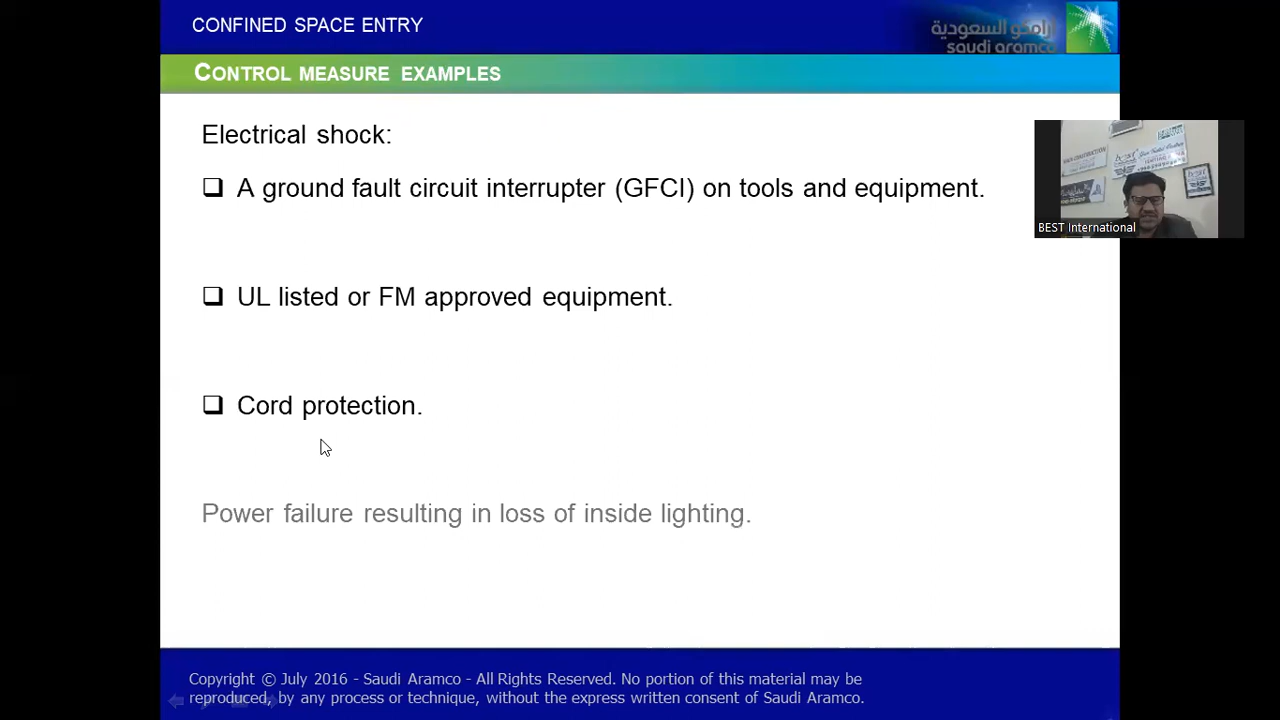 CONFINED SPACE ENTRY
أرامكو السعودية
saudi aramco
CONTROL MEASURE EXAMPLES
Electrical shock:
A ground fault circuit interrupter (GFCI) on tools and equipment.
BEST International
UL listed or FM approved equipment.
Cord protection.
Power failure resulting in loss of inside lighting.
Copyright © July 2016 - Saudi Aramco - All Rights Reserved. No portion of this material may be
reproduced, by any process or technique, without the express written consent of Saudi Aramco.